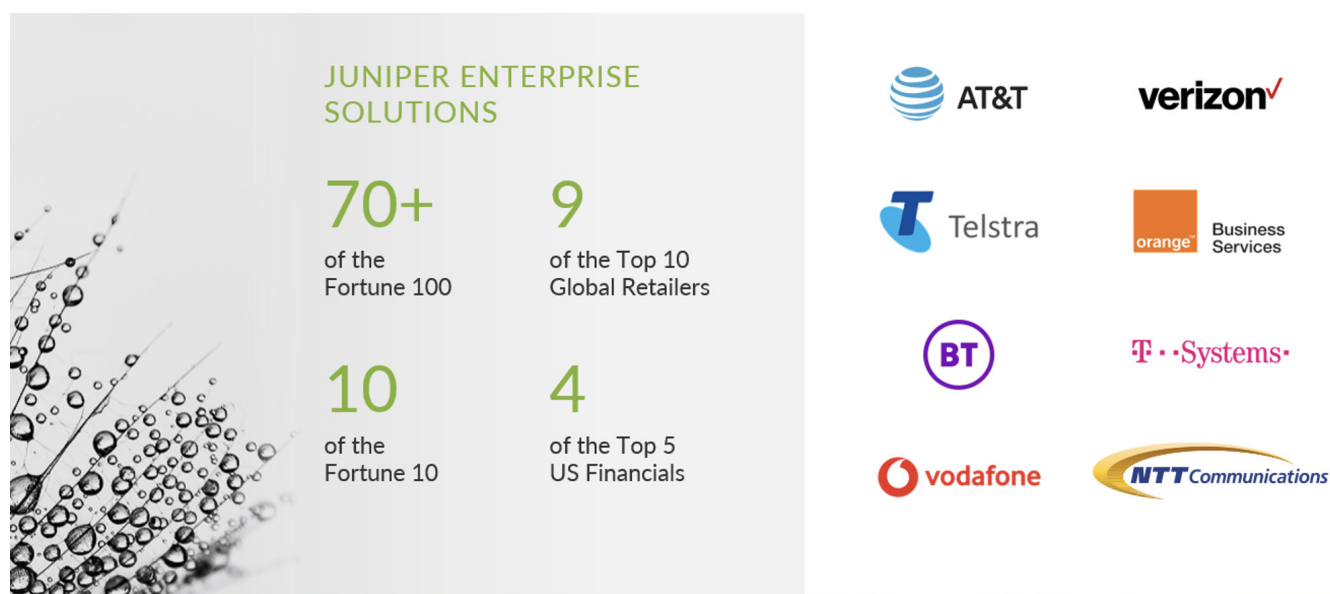 JUNIPER ENTERPRISE
SOLUTIONS
70+
of the
Fortune 100
9
of the Top 10
Global Retailers
10
of the
Fortune 10
4
of the Top 5
US Financials
AT&T
verizon
Telstra
orange™
Business
Services
BT
T··Systems·
vodafone
NTT Communications